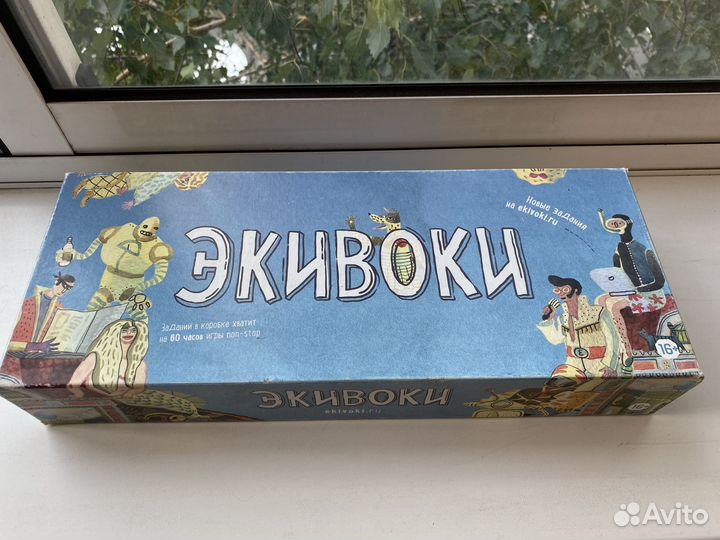 Новые задания
на ekivoki.ru
ЭКИВОКИ
Заданий в коробке хватит
на 60 часов игры non-stop
16+
ЭКИВОКИ
ekivoki.ru
16+
Avito